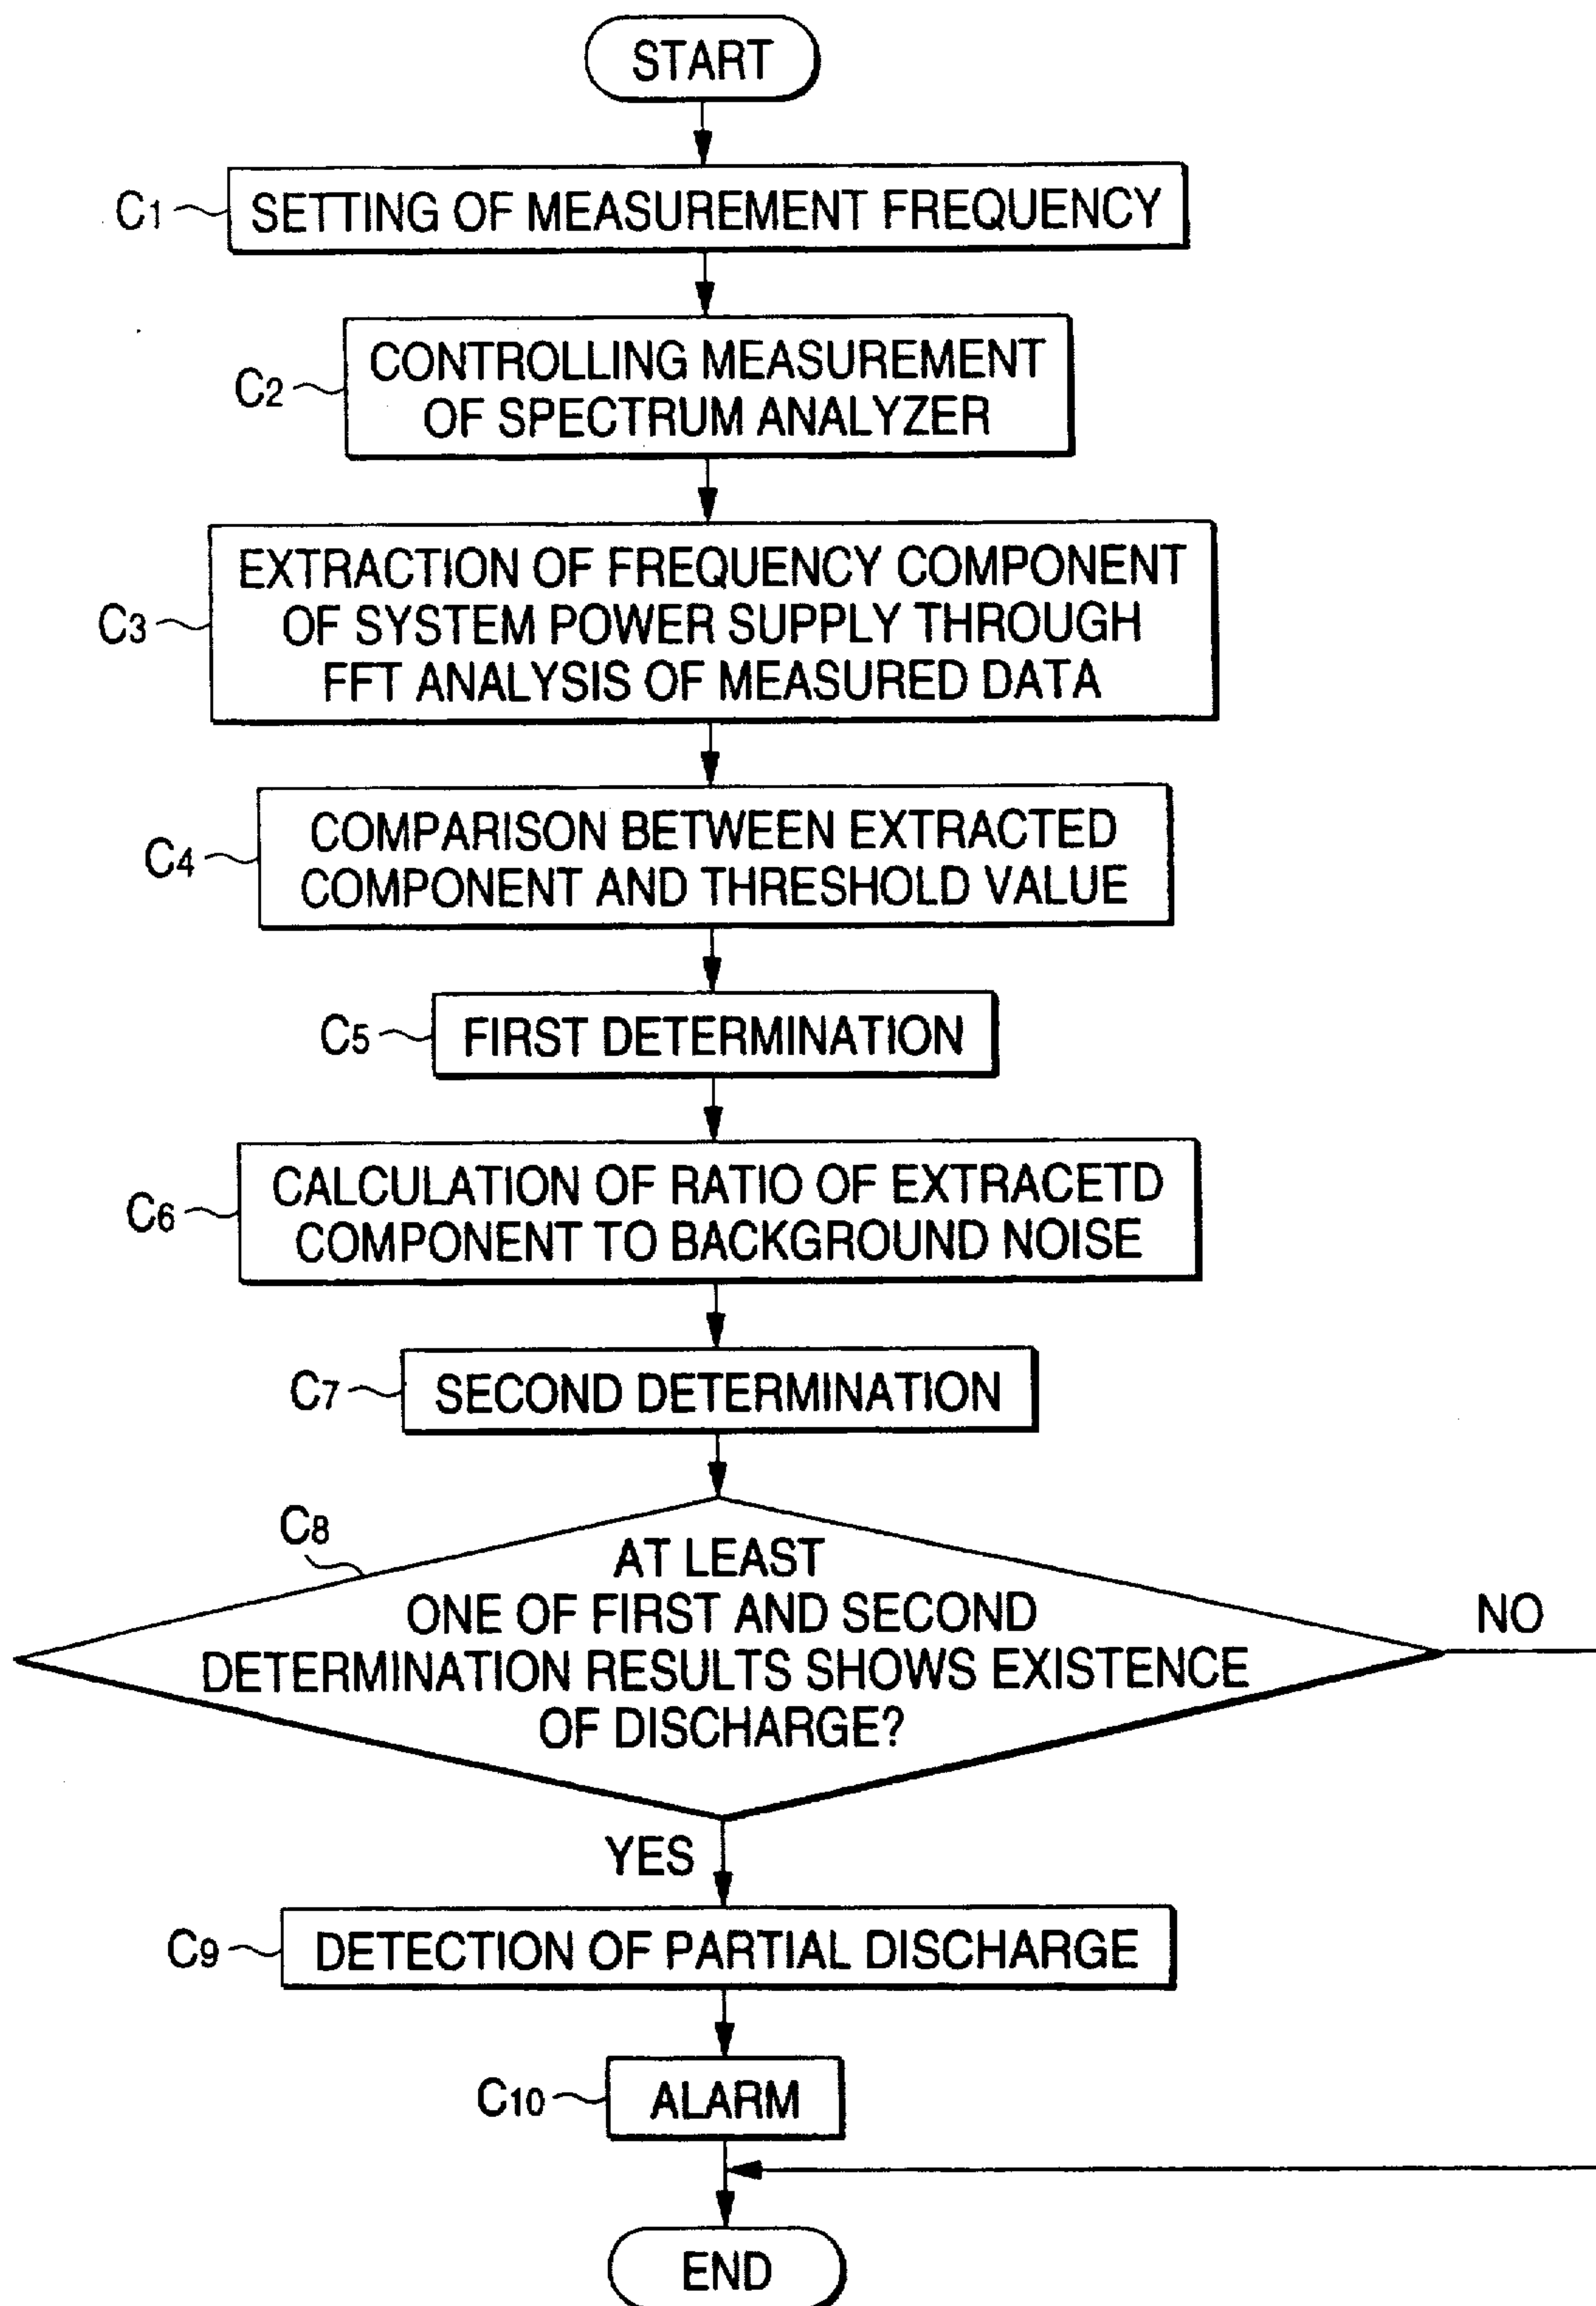 START
C1
SETTING OF MEASUREMENT FREQUENCY
C2
CONTROLLING MEASUREMENT
OF SPECTRUM ANALYZER
C3
EXTRACTION OF FREQUENCY COMPONENT
OF SYSTEM POWER SUPPLY THROUGH
FFT ANALYSIS OF MEASURED DATA
C4
COMPARISON BETWEEN EXTRACTED
COMPONENT AND THRESHOLD VALUE
C5
FIRST DETERMINATION
C6
CALCULATION OF RATIO OF EXTRACETD
COMPONENT TO BACKGROUND NOISE
C7
SECOND DETERMINATION
C8
AT LEAST
ONE OF FIRST AND SECOND
DETERMINATION RESULTS SHOWS EXISTENCE
OF DISCHARGE?
NO
YES
C9
DETECTION OF PARTIAL DISCHARGE
C10
ALARM
END